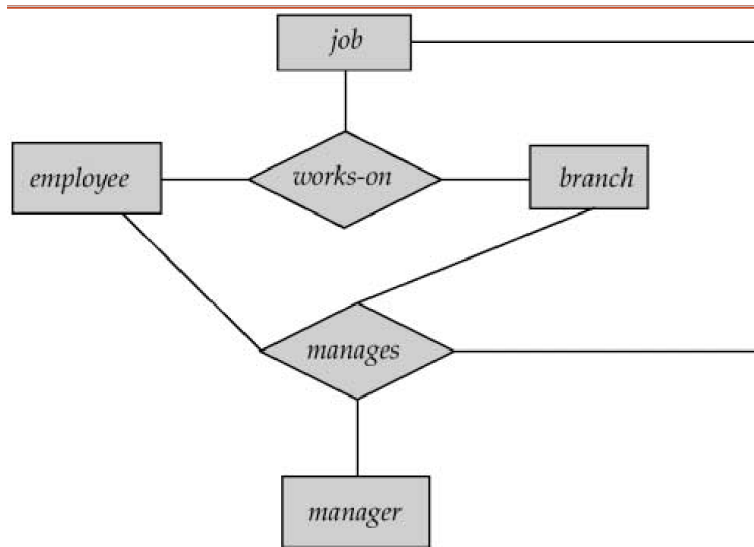 job
employee
works-on
branch
manages
manager